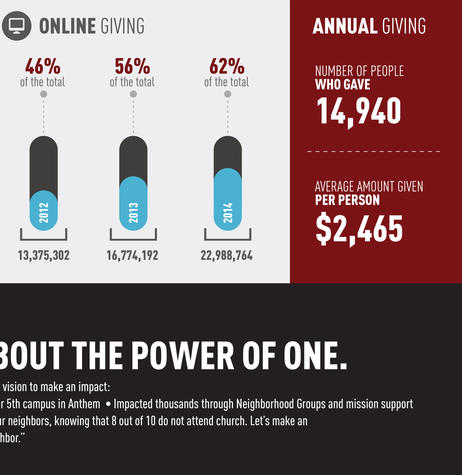 ONLINE GIVING
46%
of the total
56%
of the total
62%
of the total
2012
2013
2014
13,375,302
16,774,192
22,988,764
ANNUAL GIVING
NUMBER OF PEOPLE
WHO GAVE
14,940
AVERAGE AMOUNT GIVEN
PER PERSON
$2,465
BOUT THE POWER OF ONE.
vision to make an impact:
r 5th campus in Anthem • Impacted thousands through Neighborhood Groups and mission support
ur neighbors, knowing that 8 out of 10 do not attend church. Let's make an
hbor."